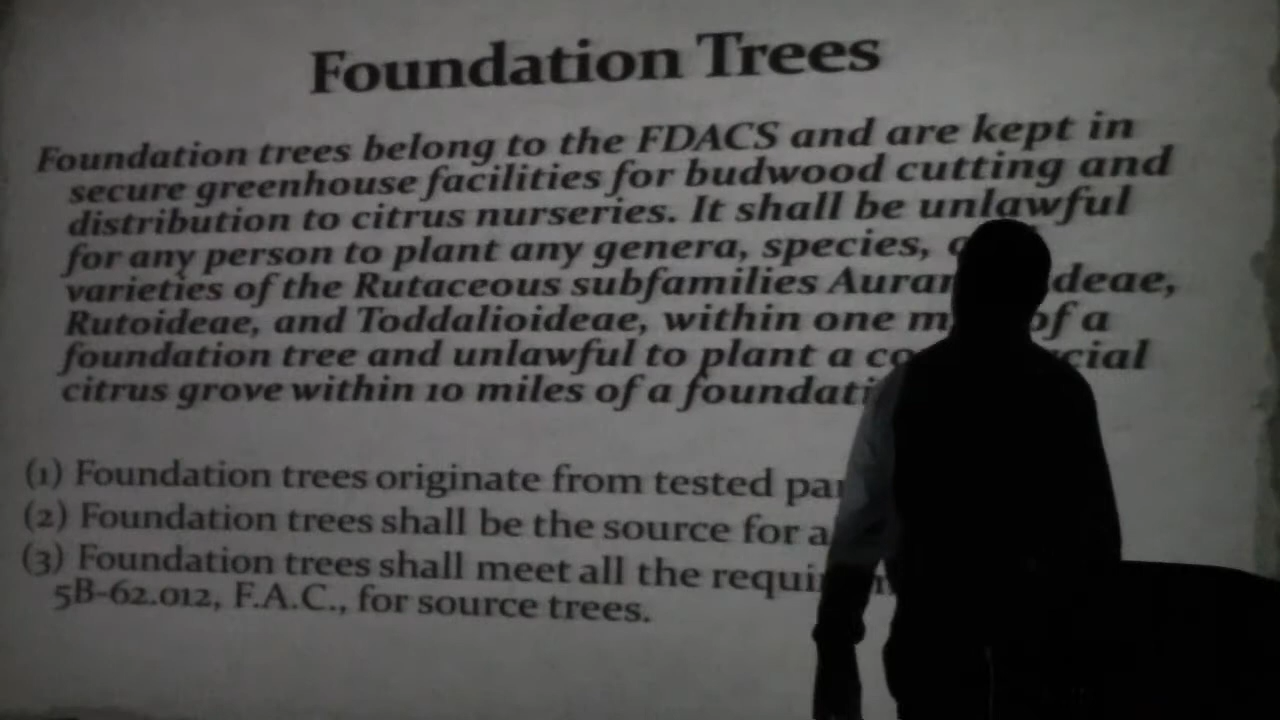 Foundation Trees
Foundation trees belong to the FDACS and are kept in
secure greenhouse facilities for budwood cutting and
distribution to citrus nurseries. It shall be unlawful
for any person to plant any genera, species,
varieties of the Rutaceous subfamilies
Rutoideae, and Toddalioideae, within one of a
foundation tree and unlawful to plant a
citrus grove within 10 miles of a
(1) Foundation trees originate from tested
(2) Foundation trees shall be the source for
(3) Foundation trees shall meet all the
5B-62.012, F.A.C., for source trees.